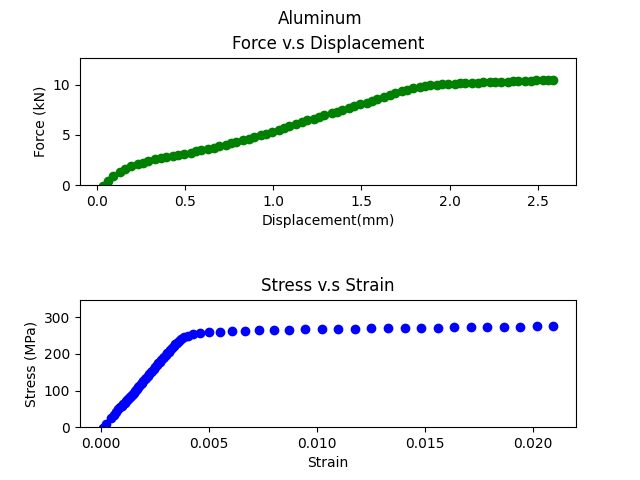 Aluminum
Force v.s Displacement
Force (kN)
10
5
0
0.0 0.5 1.0 1.5 2.0 2.5
Displacement(mm)
Stress v.s Strain
Stress (MPa)
300
200
100
0
0.000 0.005 0.010 0.015 0.020
Strain